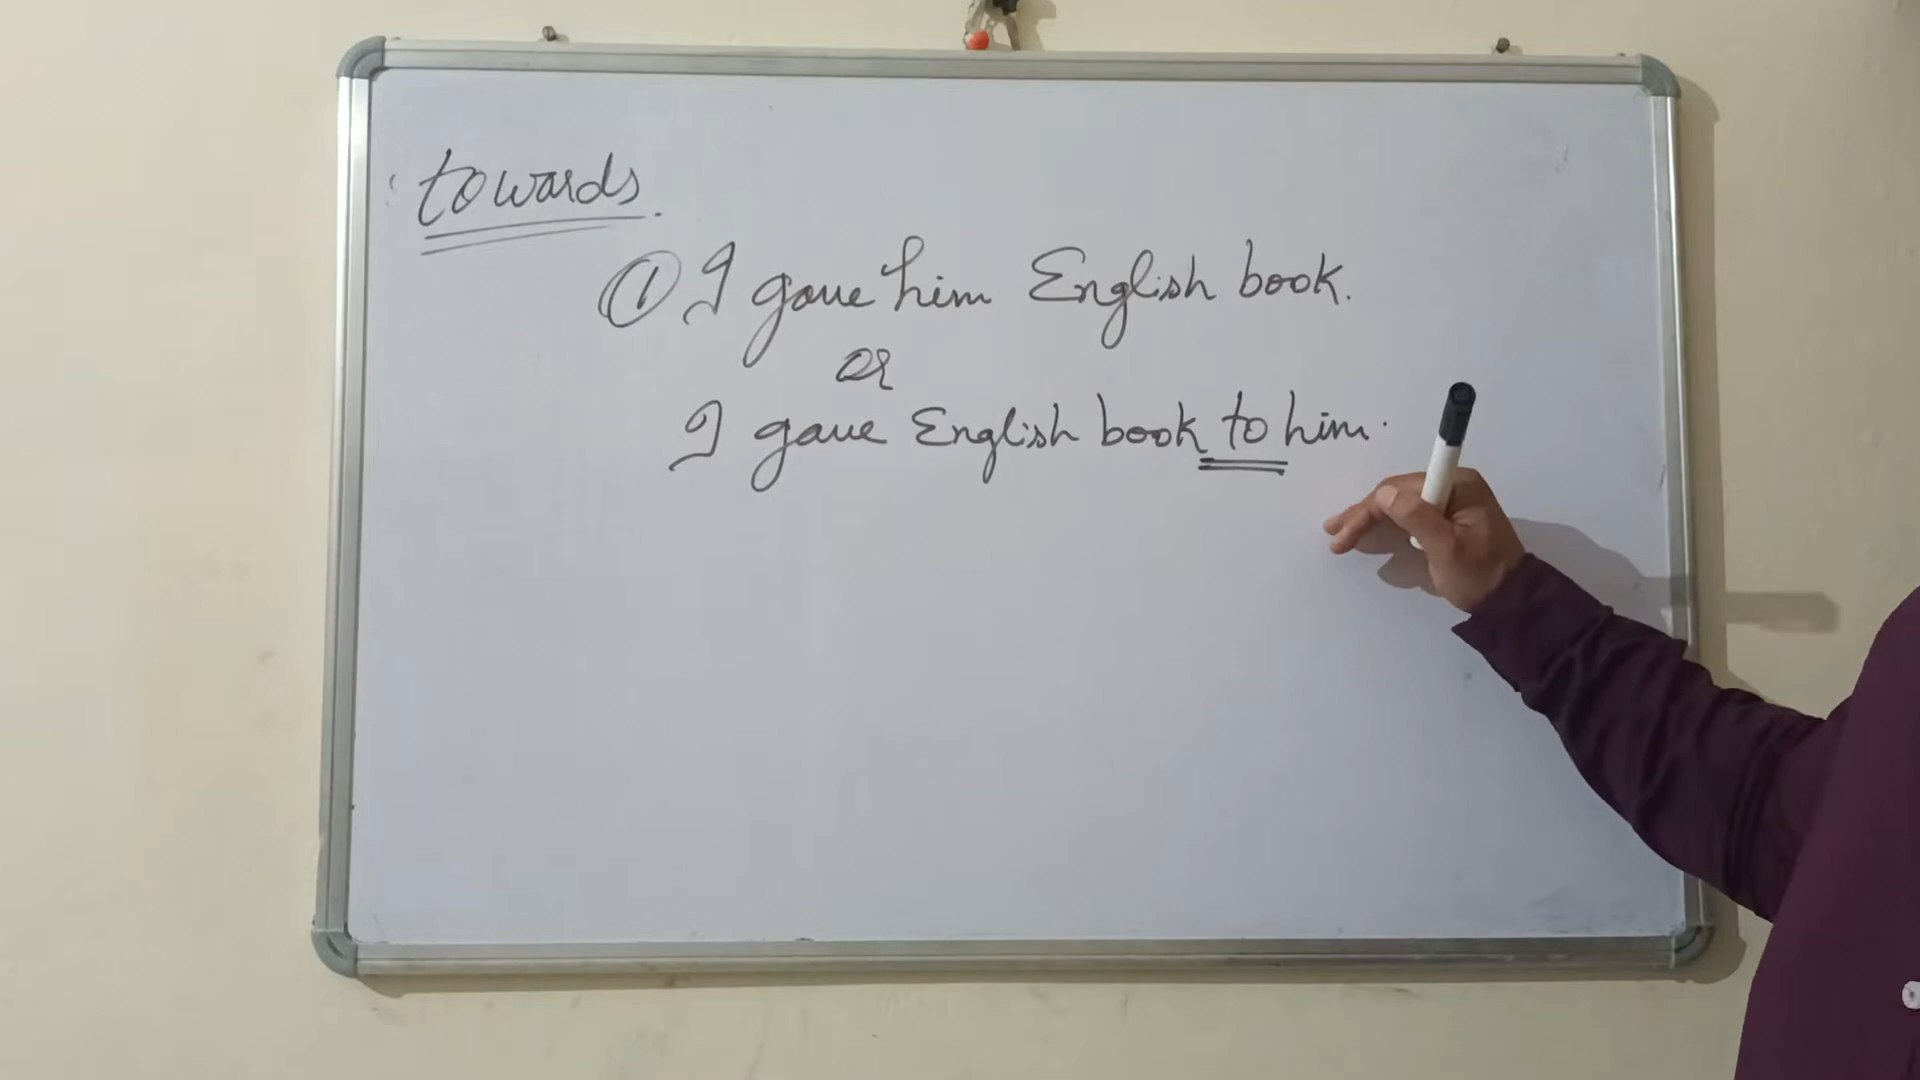 towards.
① I gave him English book.
or
I gave English book to him.